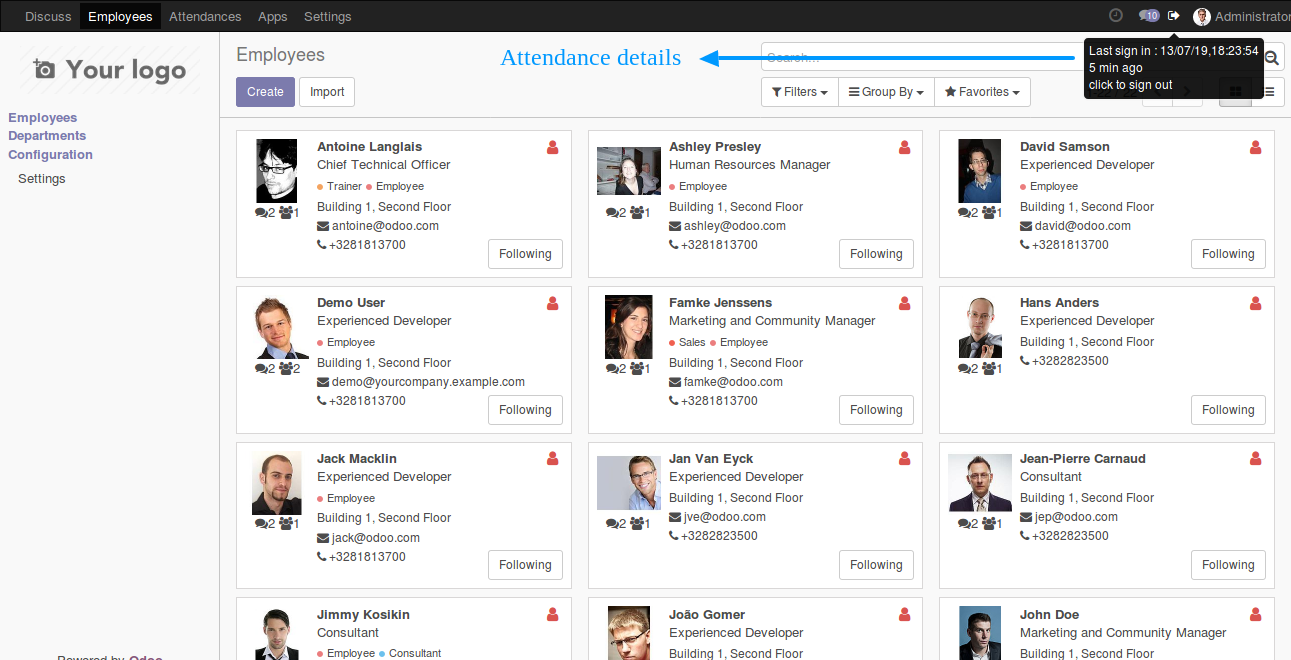 Discuss Employees Attendances Apps Settings 10 Administrator
Last sign in : 13/07/19,18:23:54
5 min ago
click to sign out
Your logo
Employees
Departments
Configuration
Settings
Employees
Attendance details
Search...
Create Import
Filters Group By Favorites
Antoine Langlais
Chief Technical Officer
Trainer Employee
Building 1, Second Floor
antoine@odoo.com
+3281813700
2 1
Following
Ashley Presley
Human Resources Manager
Employee
Building 1, Second Floor
ashley@odoo.com
+3281813700
2 1
Following
David Samson
Experienced Developer
Employee
Building 1, Second Floor
david@odoo.com
+3281813700
2 1
Following
Demo User
Experienced Developer
Employee
Building 1, Second Floor
demo@yourcompany.example.com
+3281813700
2 2
Following
Famke Jenssens
Marketing and Community Manager
Sales Employee
Building 1, Second Floor
famke@odoo.com
+3281813700
2 1
Following
Hans Anders
Experienced Developer
Building 1, Second Floor
+3282823500
2 1
Following
Jack Macklin
Experienced Developer
Employee
Building 1, Second Floor
jack@odoo.com
+3281813700
2 1
Following
Jan Van Eyck
Experienced Developer
Building 1, Second Floor
jve@odoo.com
+3282823500
2 1
Following
Jean-Pierre Carnaud
Consultant
Building 1, Second Floor
jep@odoo.com
+3282823500
2 1
Following
Jimmy Kosikin
Consultant
Employee Consultant
João Gomer
Experienced Developer
Building 1, Second Floor
John Doe
Marketing and Community Manager
Building 1, Second Floor
Powered by Odoo